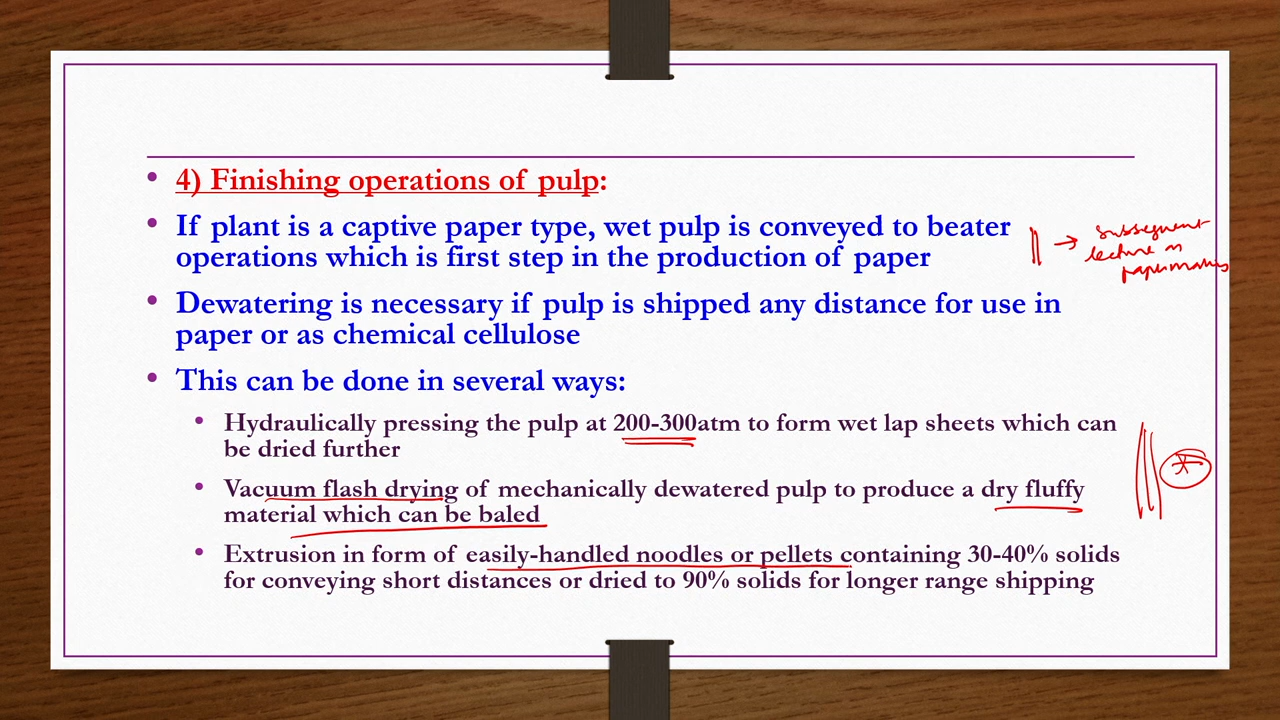 • 4) Finishing operations of pulp:
• If plant is a captive paper type, wet pulp is conveyed to beater
operations which is first step in the production of paper
→ subsequent
lecture on
papermaking
• Dewatering is necessary if pulp is shipped any distance for use in
paper or as chemical cellulose
• This can be done in several ways:
• Hydraulically pressing the pulp at 200-300atm to form wet lap sheets which can
be dried further
• Vacuum flash drying of mechanically dewatered pulp to produce a dry fluffy
material which can be baled
• Extrusion in form of easily-handled noodles or pellets containing 30-40% solids
for conveying short distances or dried to 90% solids for longer range shipping